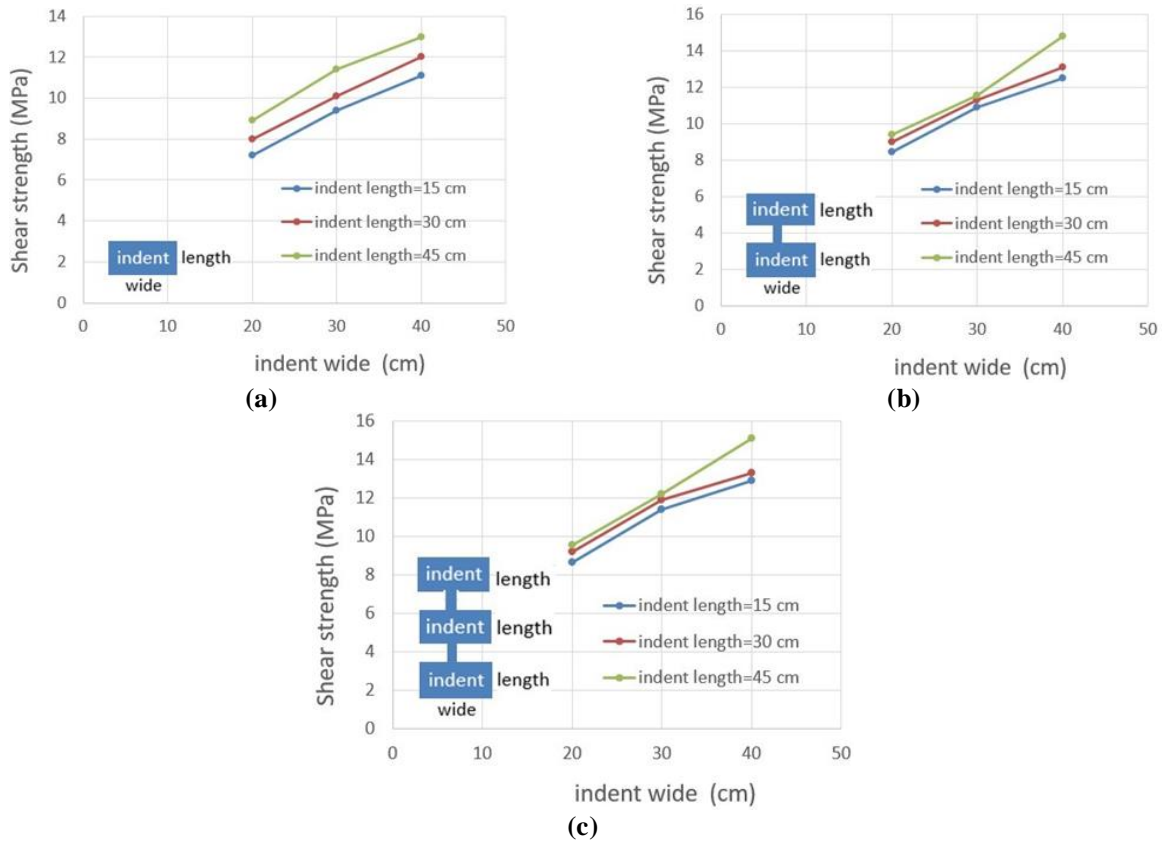 14
12
10
8
6
4
2
0
Shear strength (MPa)
indent length=15 cm
indent length=30 cm
indent length=45 cm
indent length
wide
0 10 20 30 40 50
indent wide (cm)
(a)
16
14
12
10
8
6
4
2
0
Shear strength (MPa)
indent length=15 cm
indent length=30 cm
indent length=45 cm
indent length
indent length
wide
0 10 20 30 40 50
indent wide (cm)
(b)
16
14
12
10
8
6
4
2
0
Shear strength (MPa)
indent length
indent length
indent length
wide
indent length=15 cm
indent length=30 cm
indent length=45 cm
0 10 20 30 40 50
indent wide (cm)
(c)